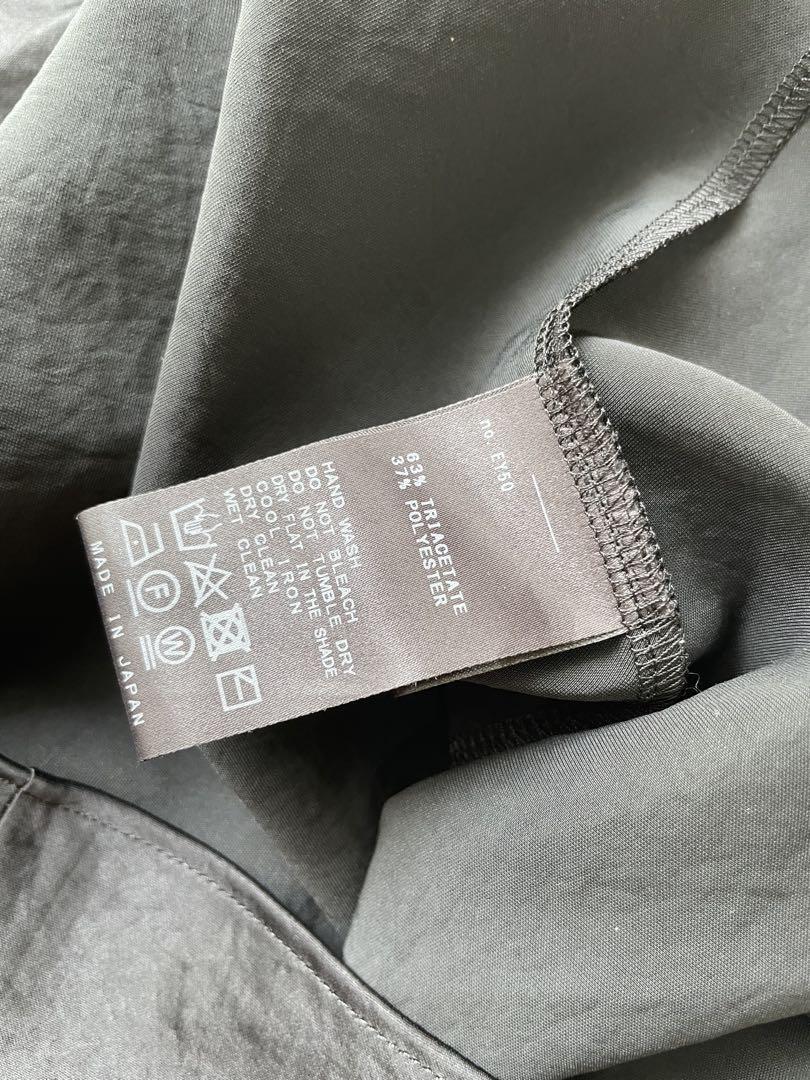 no. EY50
63% TRIACETATE
37% POLYESTER
HAND WASH
DO NOT BLEACH
DO NOT TUMBLE DRY
DRY FLAT IN THE SHADE
COOL IRON
DRY CLEAN
WET CLEAN
F
W
MADE IN JAPAN